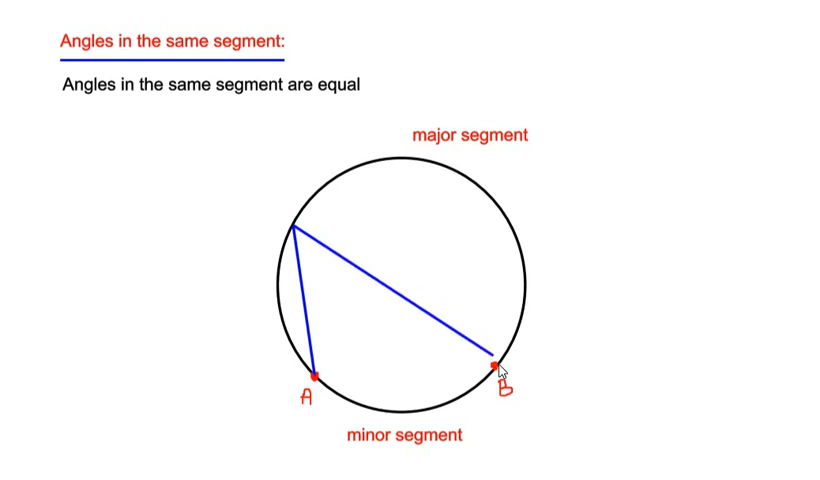 Angles in the same segment:
Angles in the same segment are equal
major segment
A
B
minor segment